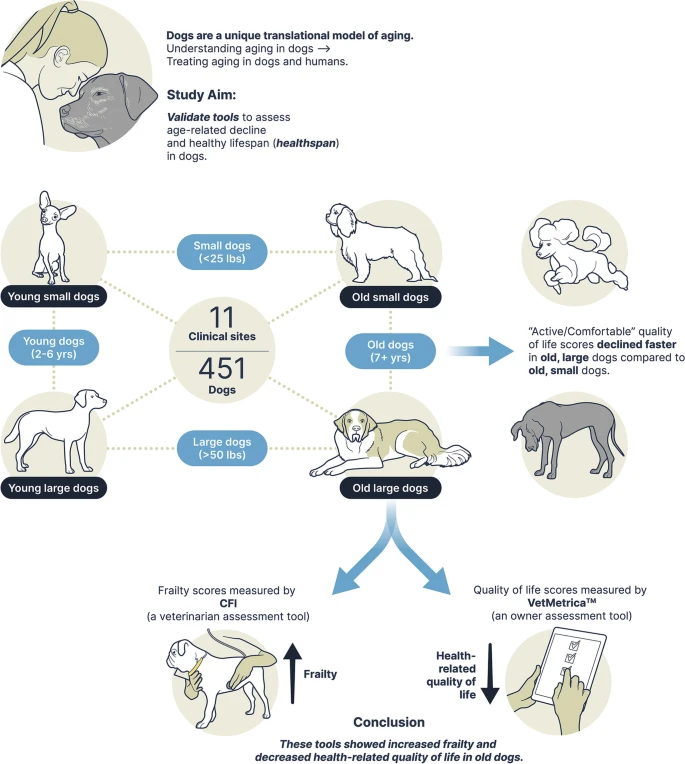 Dogs are a unique translational model of aging.
Understanding aging in dogs →
Treating aging in dogs and humans.
Study Aim:
Validate tools to assess
age-related decline
and healthy lifespan (healthspan)
in dogs.
Small dogs
(<25 lbs)
Young small dogs
Old small dogs
11
Clinical sites
451
Dogs
Young dogs
(2-6 yrs)
Old dogs
(7+ yrs)
"Active/Comfortable" quality
of life scores declined faster
in old, large dogs compared to
old, small dogs.
Large dogs
(>50 lbs)
Young large dogs
Old large dogs
Frailty scores measured by
CFI
(a veterinarian assessment tool)
Frailty
Quality of life scores measured by
VetMetrica™
(an owner assessment tool)
Health-
related
quality of
life
Conclusion
These tools showed increased frailty and
decreased health-related quality of life in old dogs.